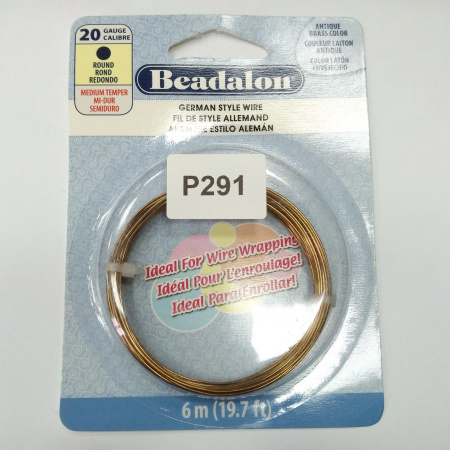 20 GAUGE
CALIBRE
ROUND
ROND
REDONDO
MEDIUM TEMPER
MI-DUR
SEMIDURO
ANTIQUE
BRASS COLOR
COULEUR LAITON
ANTIQUE
COLOR LATÓN
ENVEJECIDO
Beadalon
GERMAN STYLE WIRE
FIL DE STYLE ALLEMAND
ESTILO ALEMÁN
P291
Ideal For Wire Wrapping
Idéal Pour L'enroulage!
Ideal Para Enrollar!
6 m (19.7 ft)